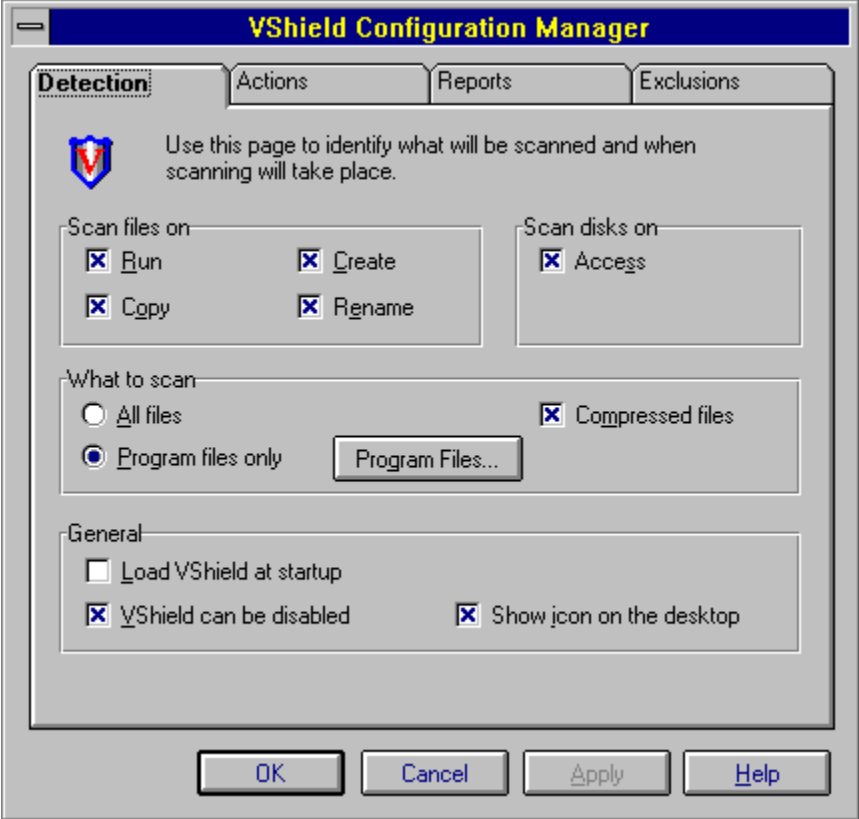 VShield Configuration Manager
Detection Actions Reports Exclusions
V
Use this page to identify what will be scanned and when
scanning will take place.
Scan files on Scan disks on
Run Create Access
Copy Rename
What to scan
All files Compressed files
Program files only Program Files...
General
Load VShield at startup
VShield can be disabled Show icon on the desktop
OK Cancel Apply Help